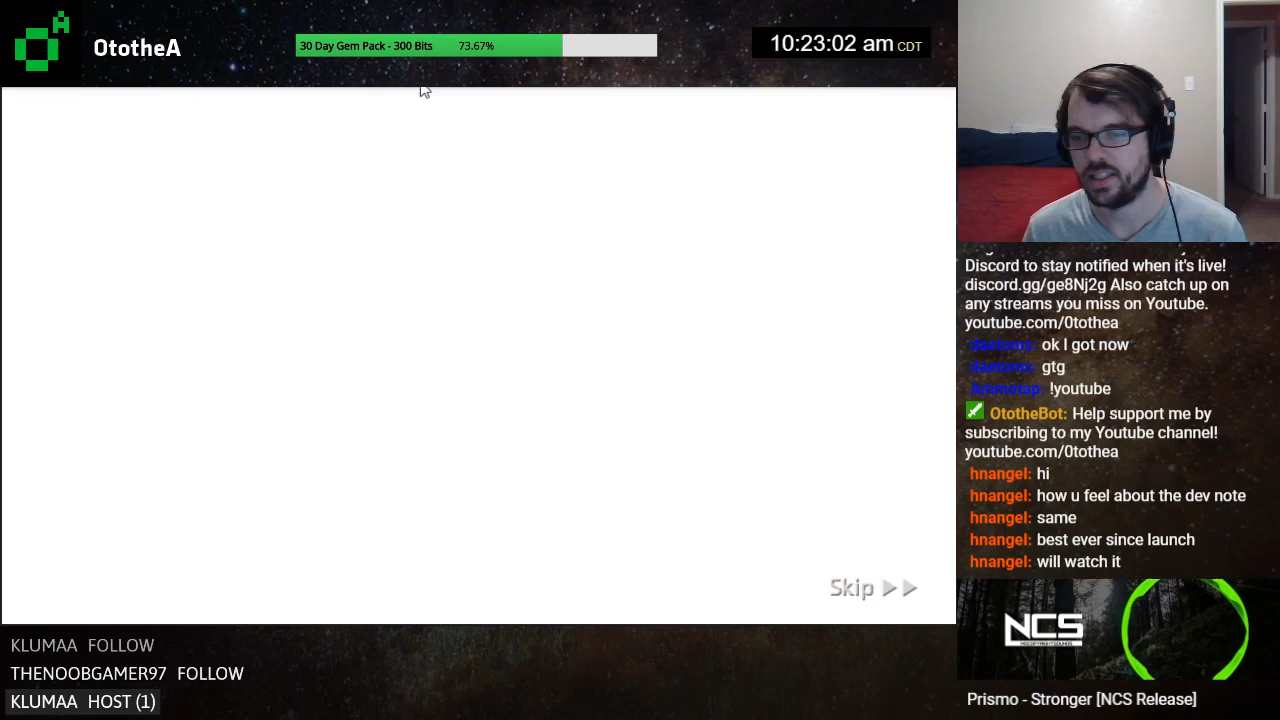 OtotheA
30 Day Gem Pack - 300 Bits 73.67%
10:23:02 am CDT
Discord to stay notified when it's live!
discord.gg/ge8Nj2g Also catch up on
any streams you miss on Youtube.
youtube.com/0tothea
daetoms: ok I got now
daetoms: gtg
Ammotap: !youtube
OtotheBot: Help support me by
subscribing to my Youtube channel!
youtube.com/0tothea
hnangel: hi
hnangel: how u feel about the dev note
hnangel: same
hnangel: best ever since launch
hnangel: will watch it
Skip
NCS
KLUMAA FOLLOW
THENOOBGAMER97 FOLLOW
KLUMAA HOST (1)
Prismo - Stronger [NCS Release]